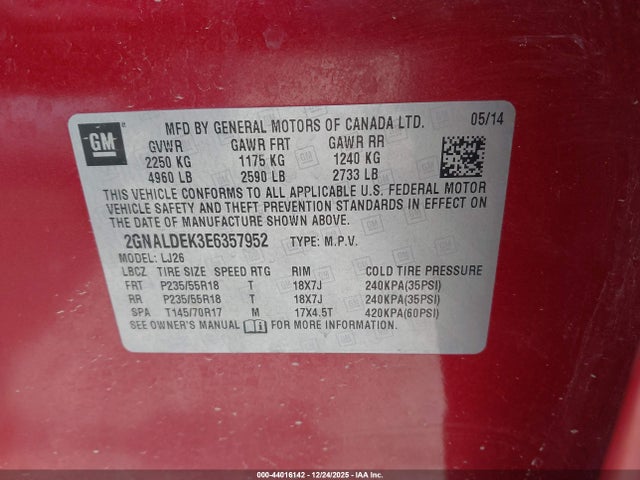 GM
MFD BY GENERAL MOTORS OF CANADA LTD. 05/14
GVWR GAWR FRT GAWR RR
2250 KG 1175 KG 1240 KG
4960 LB 2590 LB 2733 LB
THIS VEHICLE CONFORMS TO ALL APPLICABLE U.S. FEDERAL MOTOR
VEHICLE SAFETY AND THEFT PREVENTION STANDARDS IN EFFECT ON
THE DATE OF MANUFACTURE SHOWN ABOVE.
2GNALDEK3E6357952 TYPE: M.P.V.
MODEL: LJ26
LBCZ TIRE SIZE SPEED RTG RIM COLD TIRE PRESSURE
FRT P235/55R18 T 18X7J 240KPA(35PSI)
RR P235/55R18 T 18X7J 240KPA(35PSI)
SPA T145/70R17 M 17X4.5T 420KPA(60PSI)
SEE OWNER'S MANUAL FOR MORE INFORMATION.
000-44016142 - 12/24/2025 - IAA Inc.